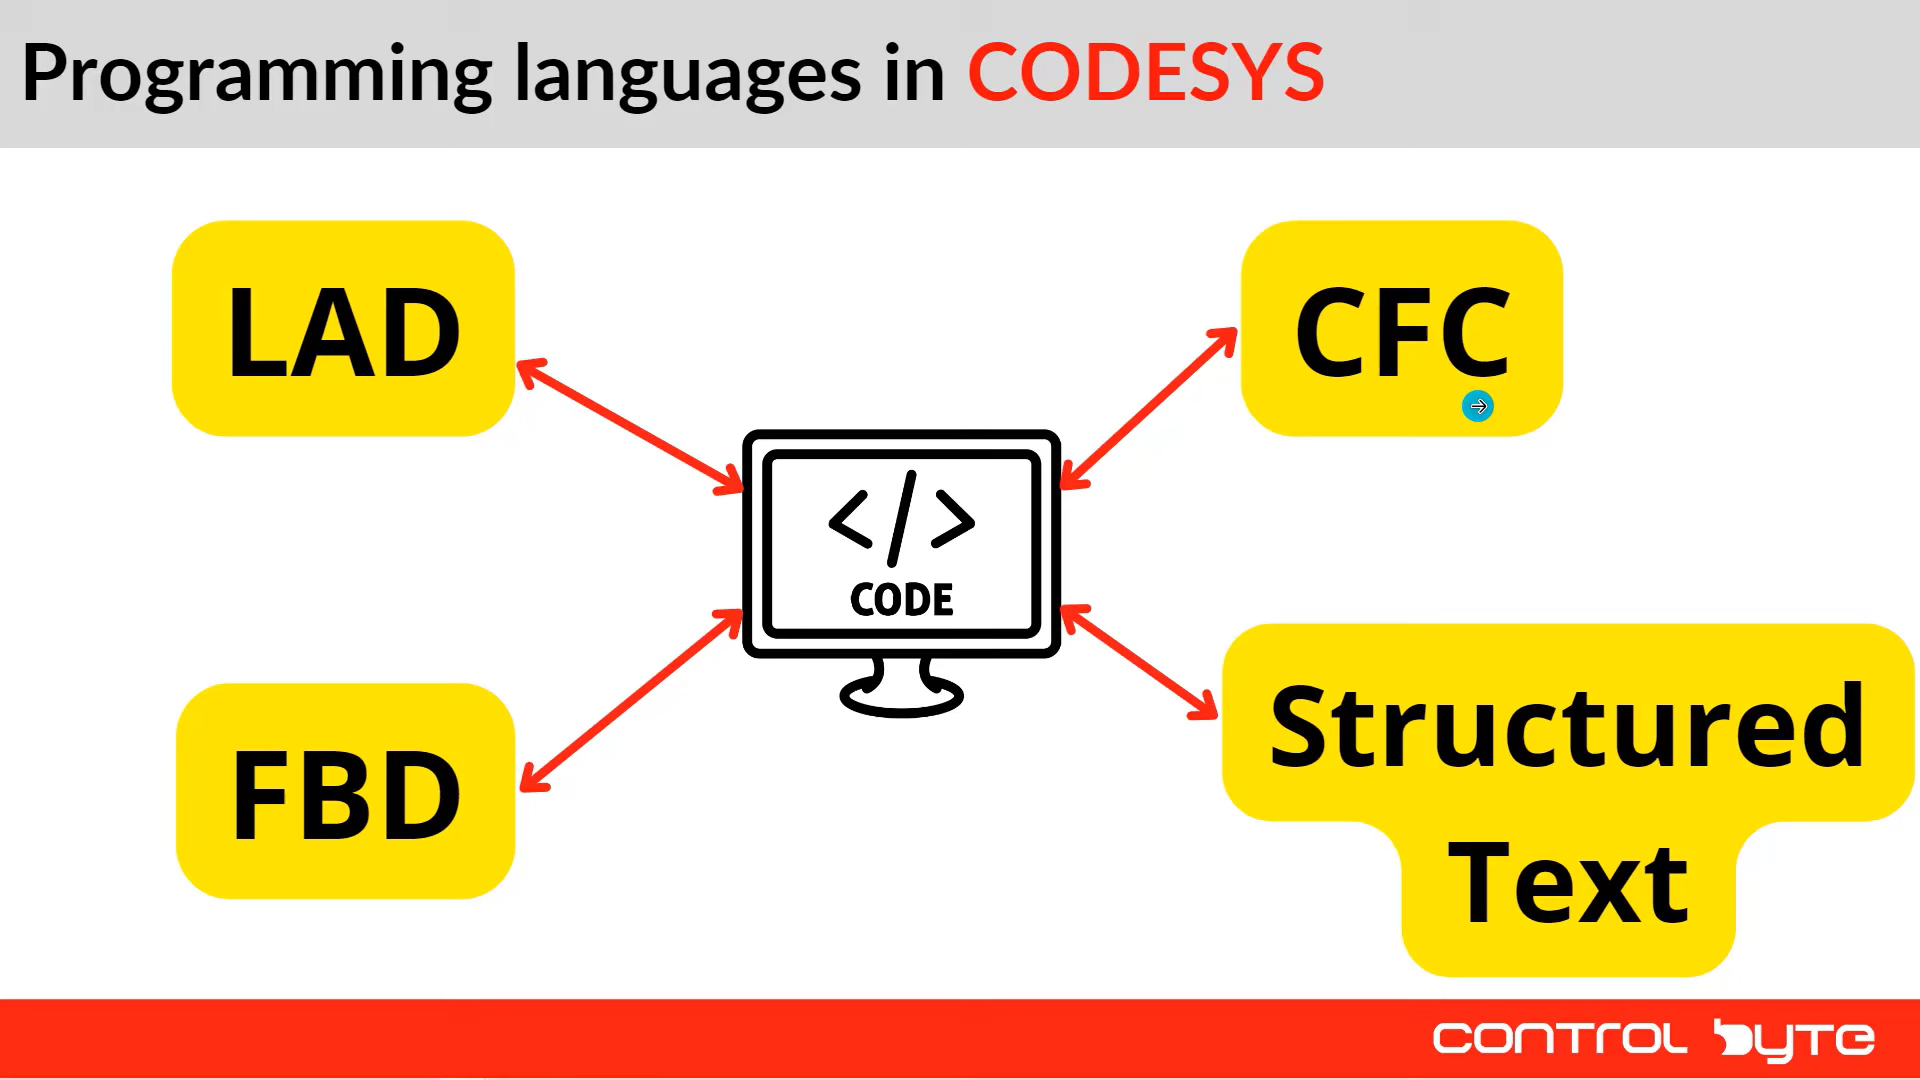 Programming languages in CODESYS
LAD
CFC
</>
CODE
FBD
Structured
Text
CONTROL BYTE